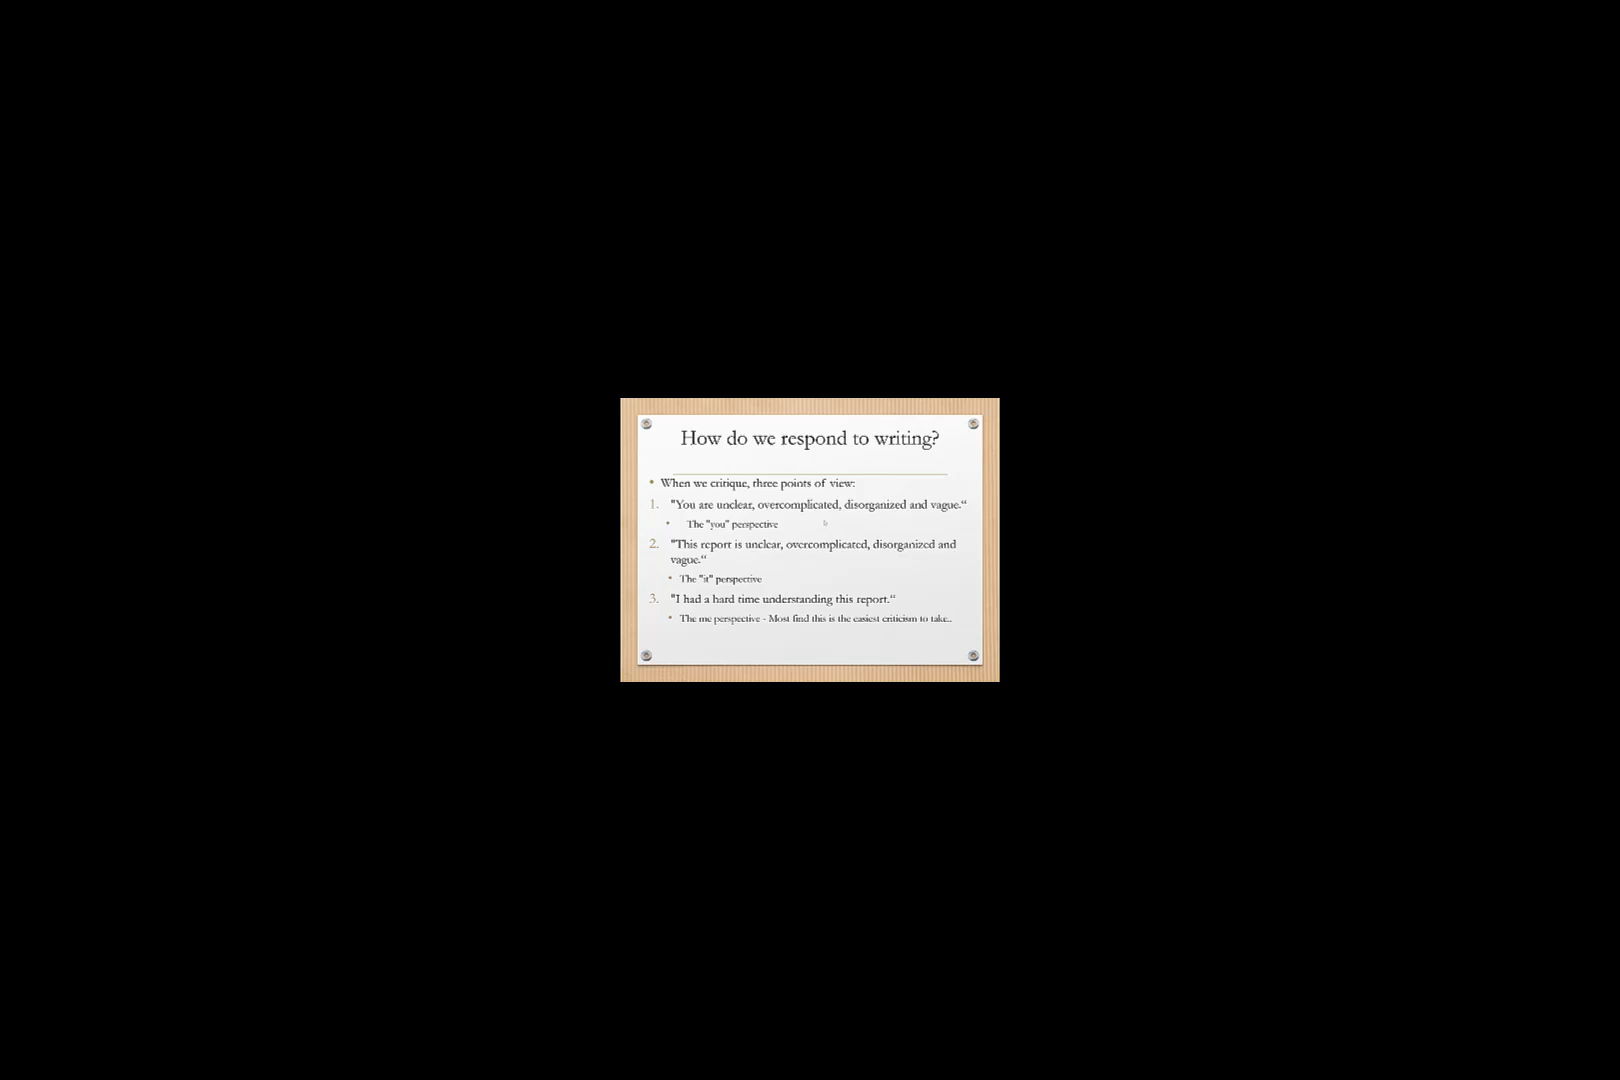 How do we respond to writing?
• When we critique, three points of view:
1. "You are unclear, overcomplicated, disorganized and vague.“
• The "you" perspective
2. "This report is unclear, overcomplicated, disorganized and
vague.“
• The "it" perspective
3. "I had a hard time understanding this report.“
• The me perspective - Most find this is the easiest criticism to take..